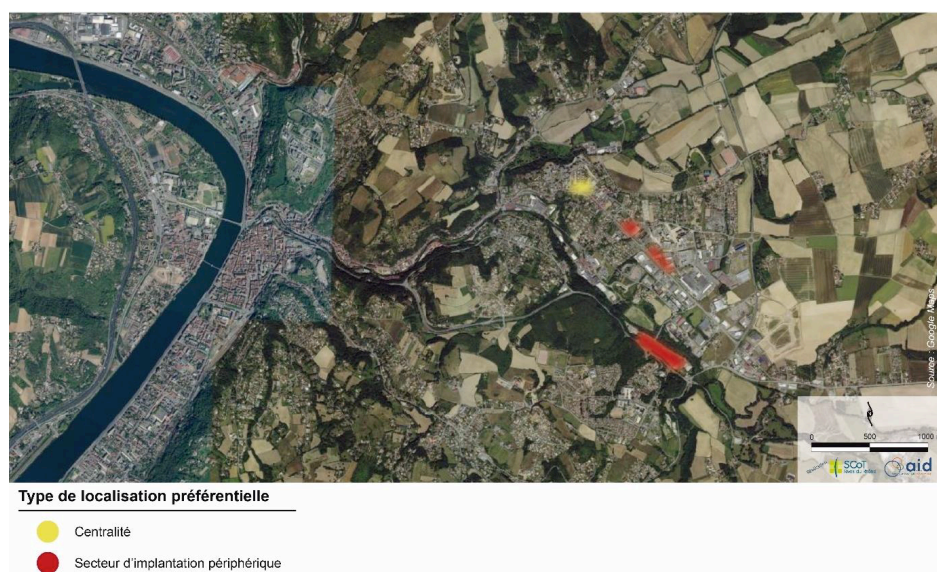 Source : Google Maps
0 500 1000
SCoT
aid
Type de localisation préférentielle
Centralité
Secteur d'implantation périphérique